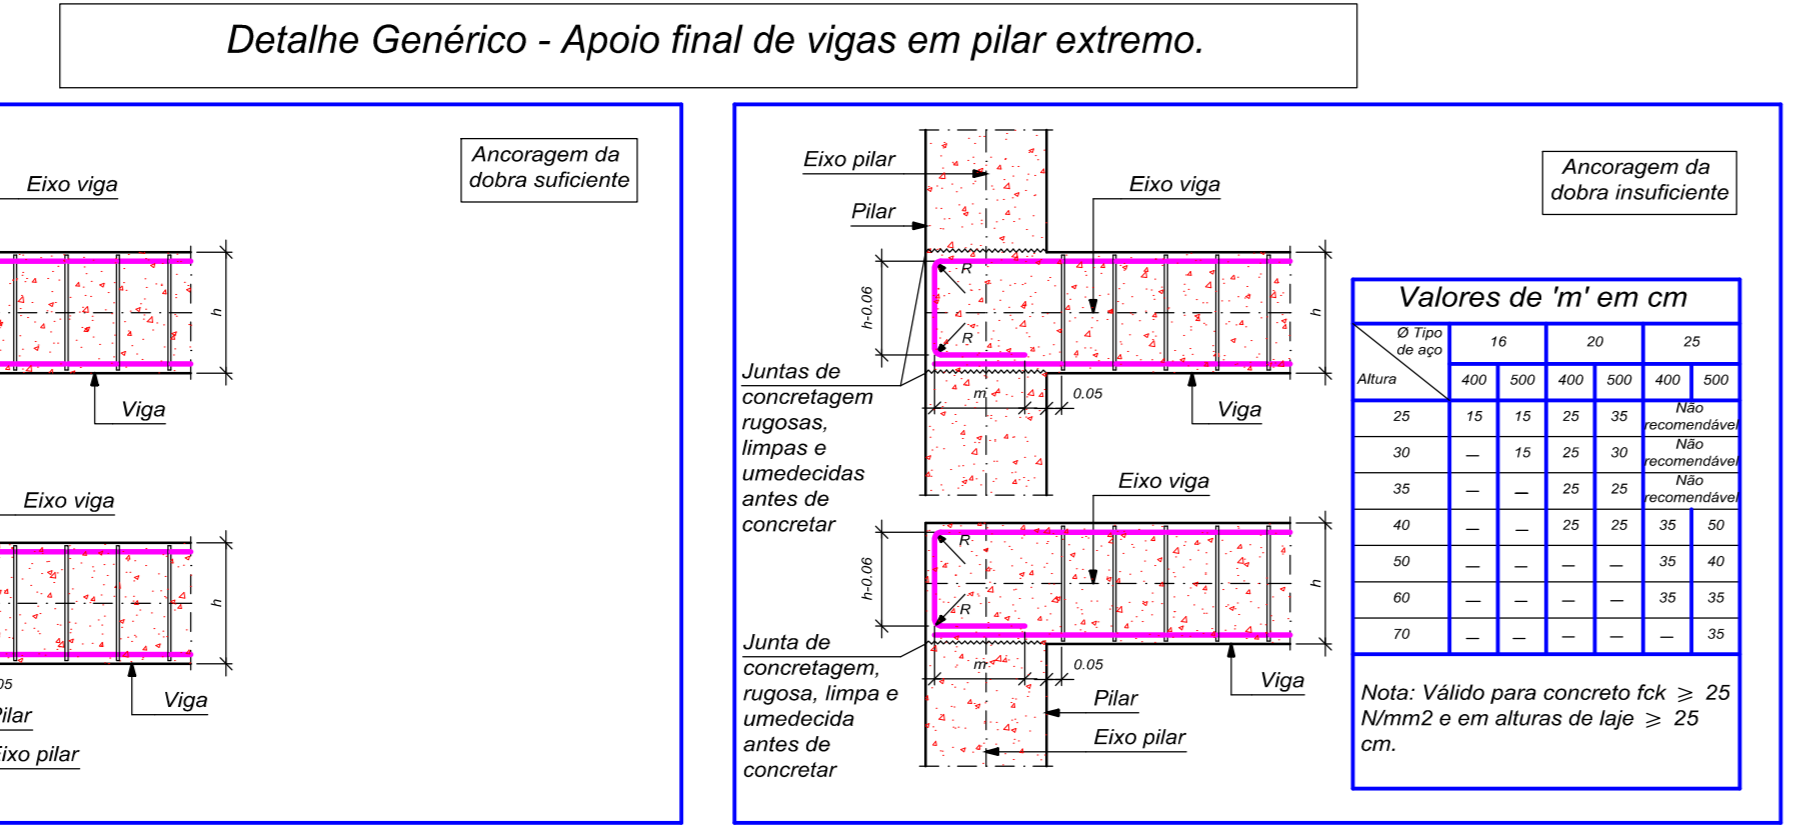 Detalhe Genérico - Apoio final de vigas em pilar extremo.
Ancoragem da
dobra suficiente
Eixo viga
h
Viga
Eixo viga
h
Viga
Eixo pilar
Ancoragem da
dobra insuficiente
Eixo pilar
Eixo viga
Pilar
R
h-0.06
R
h
Juntas de
concretagem
rugosas,
limpas e
umedecidas
antes de
concretar
m
0.05
Viga
Eixo viga
R
h-0.06
R
h
Junta de
concretagem,
rugosa, limpa e
umedecida
antes de
concretar
m
0.05
Viga
Pilar
Eixo pilar
Valores de 'm' em cm
Ø Tipo
de aço
16 20 25
Altura
400 500 400 500 400 500
25 15 15 25 35 Não
recomendável
30 — 15 25 30 Não
recomendável
35 — — 25 25 Não
recomendável
40 — — 25 25 35 50
50 — — — — 35 40
60 — — — — 35 35
70 — — — — — 35
Nota: Válido para concreto fck ⩾ 25
N/mm2 e em alturas de laje ⩾ 25
cm.